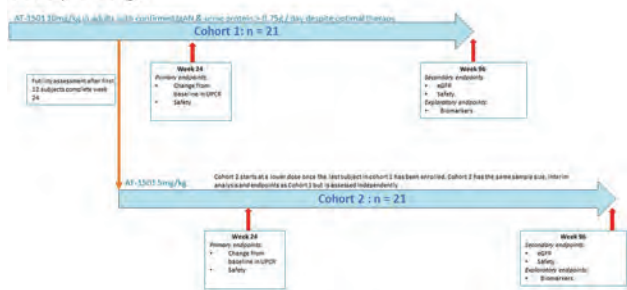 AT-1501 10mg/kg in adults with confirmed IgAN & urine protein > 0.75g / day despite optimal therapy
Cohort 1: n = 21
Futility assessment after first
12 subjects complete week
24
Week 24
Primary endpoints:
• Change from
baseline in UPCR
• Safety
Week 96
Secondary endpoints:
• eGFR
• Safety
Exploratory endpoints:
• Biomarkers
AT-1501 5mg/kg
Cohort 2 starts at a lower dose once the last subject in cohort 1 has been enrolled. Cohort 2 has the same sample size, interim
analysis and endpoints as Cohort 1 but is assessed independently
Cohort 2 : n = 21
Week 24
Primary endpoints:
• Change from
baseline in UPCR
• Safety
Week 96
Secondary endpoints:
• eGFR
• Safety
Exploratory endpoints:
• Biomarkers